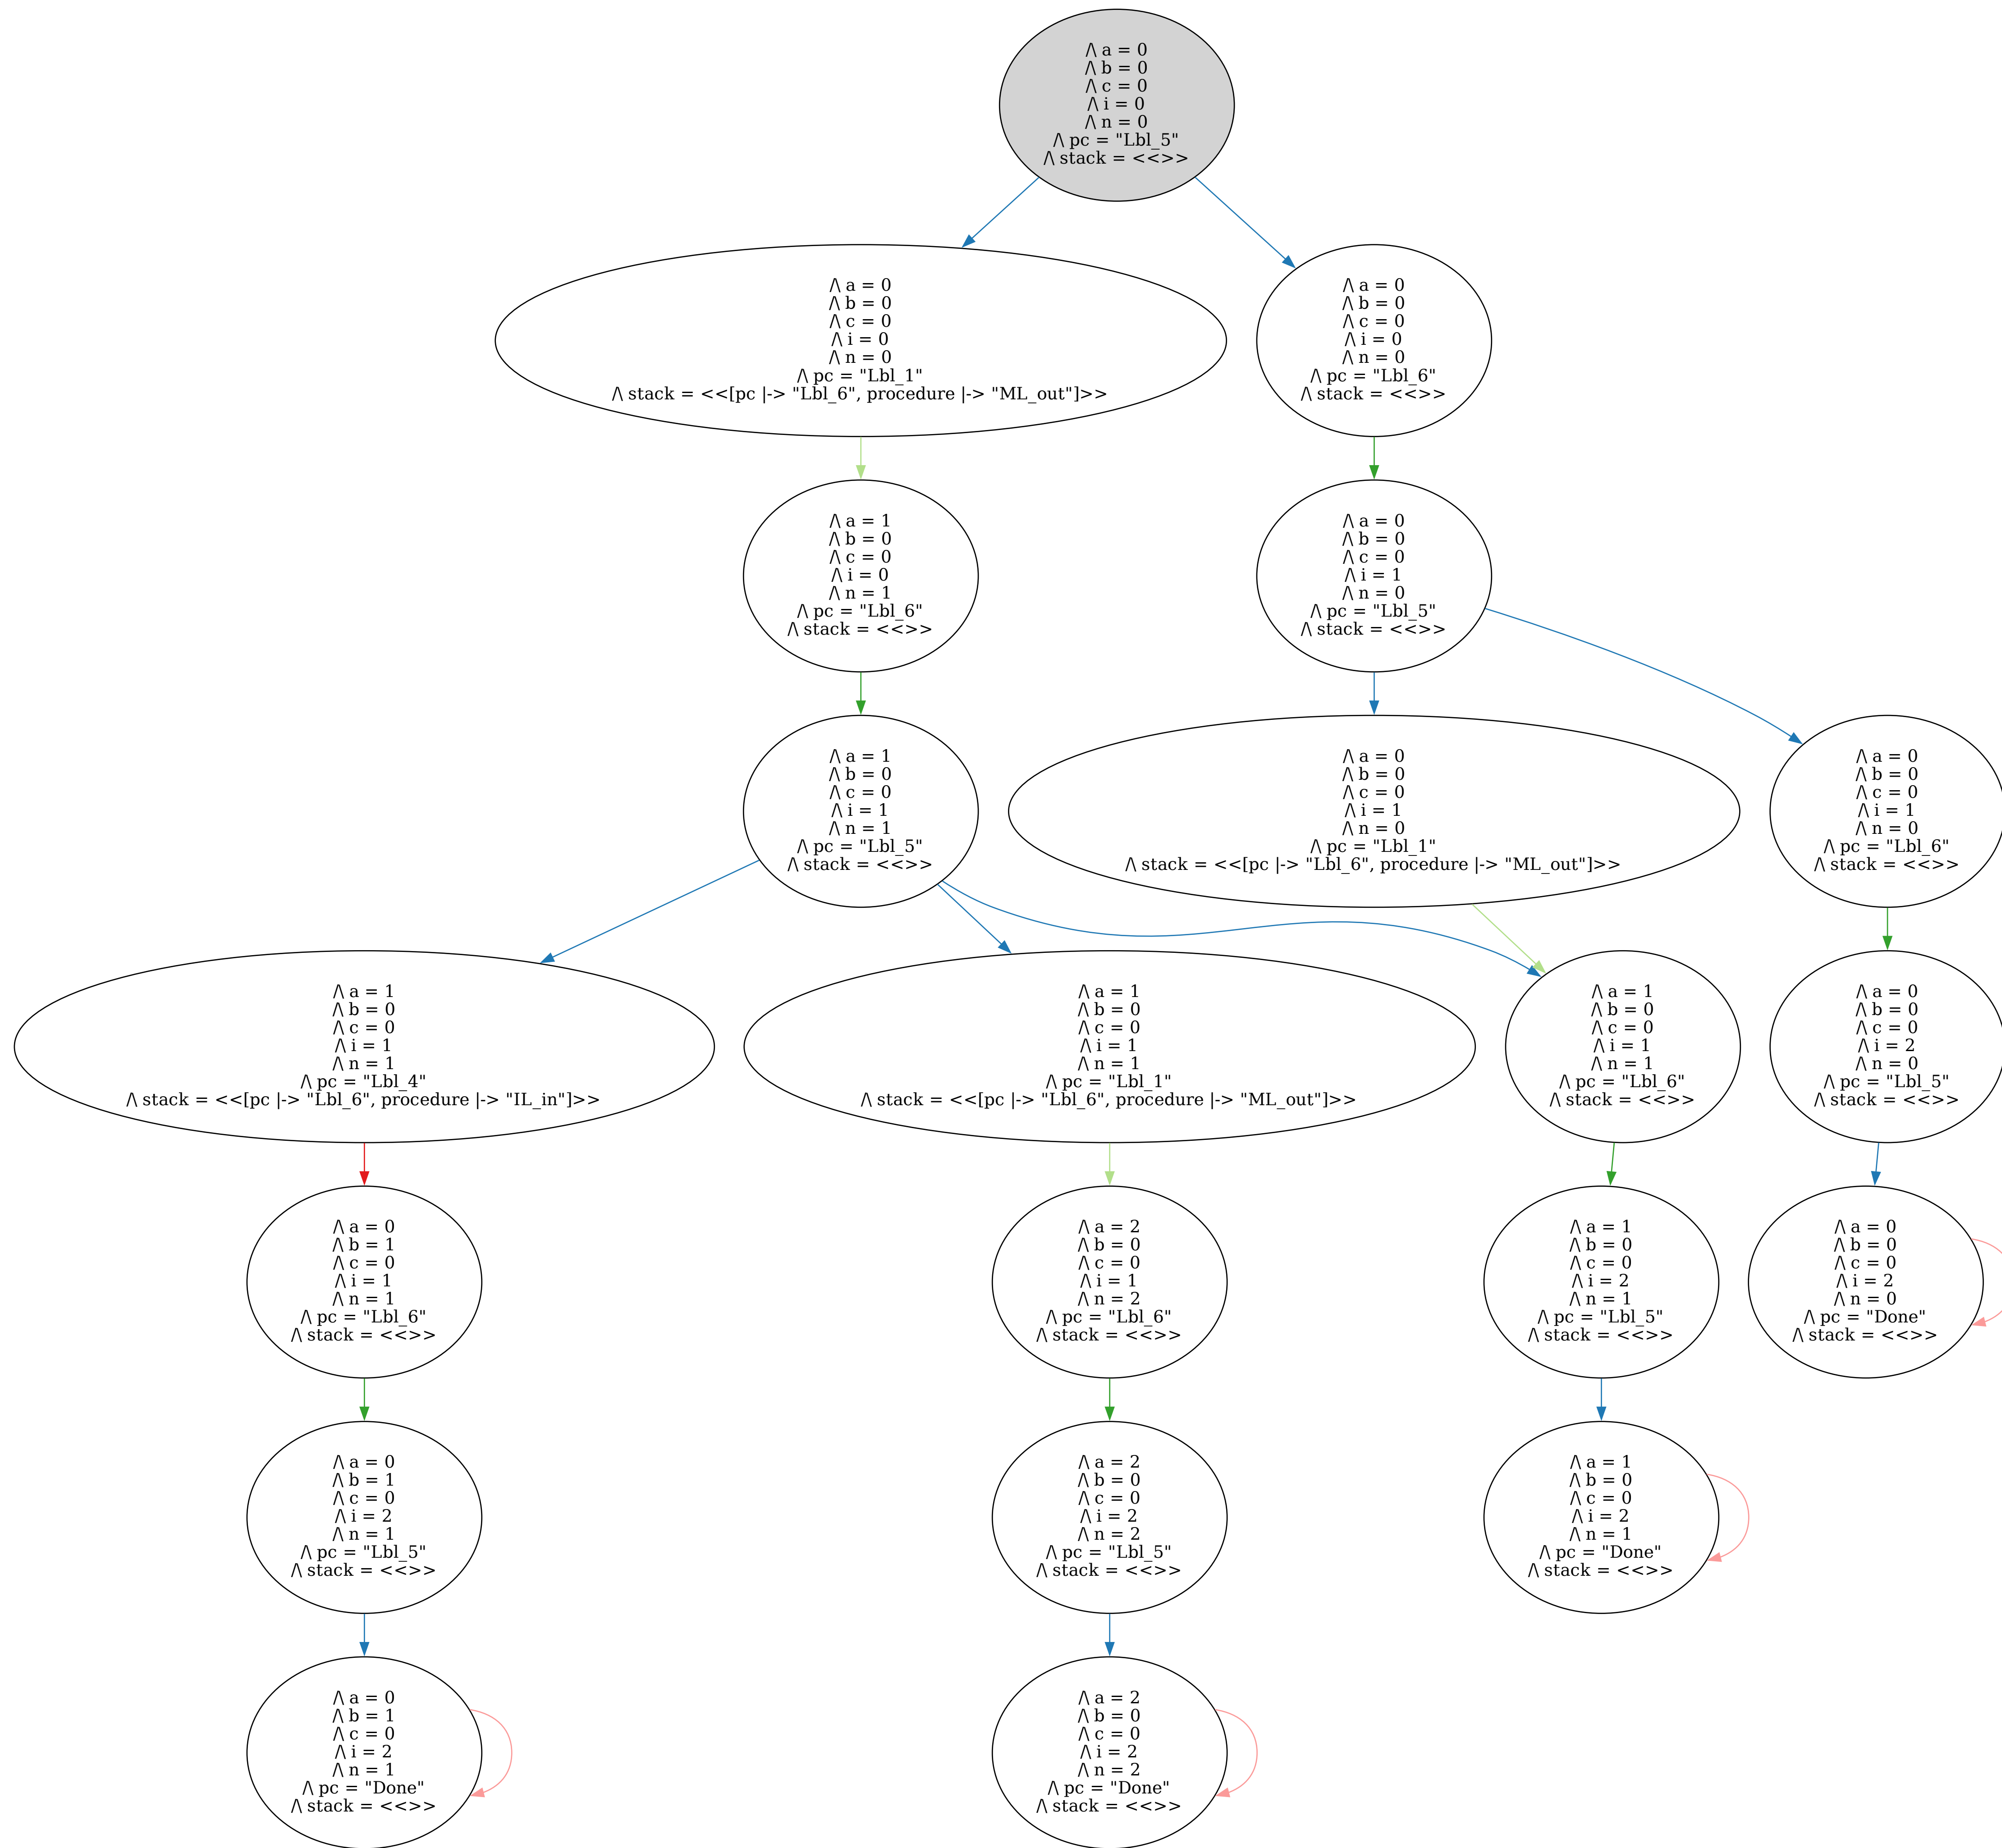 /\ a = 0
/\ b = 0
/\ c = 0
/\ i = 0
/\ n = 0
/\ pc = "Lbl_5"
/\ stack = <<>>
/\ a = 0
/\ b = 0
/\ c = 0
/\ i = 0
/\ n = 0
/\ pc = "Lbl_1"
/\ stack = <<[pc |-> "Lbl_6", procedure |-> "ML_out"]>>
/\ a = 0
/\ b = 0
/\ c = 0
/\ i = 0
/\ n = 0
/\ pc = "Lbl_6"
/\ stack = <<>>
/\ a = 1
/\ b = 0
/\ c = 0
/\ i = 0
/\ n = 1
/\ pc = "Lbl_6"
/\ stack = <<>>
/\ a = 0
/\ b = 0
/\ c = 0
/\ i = 1
/\ n = 0
/\ pc = "Lbl_5"
/\ stack = <<>>
/\ a = 1
/\ b = 0
/\ c = 0
/\ i = 1
/\ n = 1
/\ pc = "Lbl_5"
/\ stack = <<>>
/\ a = 0
/\ b = 0
/\ c = 0
/\ i = 1
/\ n = 0
/\ pc = "Lbl_1"
/\ stack = <<[pc |-> "Lbl_6", procedure |-> "ML_out"]>>
/\ a = 0
/\ b = 0
/\ c = 0
/\ i = 1
/\ n = 0
/\ pc = "Lbl_6"
/\ stack = <<>>
/\ a = 1
/\ b = 0
/\ c = 0
/\ i = 1
/\ n = 1
/\ pc = "Lbl_4"
/\ stack = <<[pc |-> "Lbl_6", procedure |-> "IL_in"]>>
/\ a = 1
/\ b = 0
/\ c = 0
/\ i = 1
/\ n = 1
/\ pc = "Lbl_1"
/\ stack = <<[pc |-> "Lbl_6", procedure |-> "ML_out"]>>
/\ a = 1
/\ b = 0
/\ c = 0
/\ i = 1
/\ n = 1
/\ pc = "Lbl_6"
/\ stack = <<>>
/\ a = 0
/\ b = 0
/\ c = 0
/\ i = 2
/\ n = 0
/\ pc = "Lbl_5"
/\ stack = <<>>
/\ a = 0
/\ b = 1
/\ c = 0
/\ i = 1
/\ n = 1
/\ pc = "Lbl_6"
/\ stack = <<>>
/\ a = 2
/\ b = 0
/\ c = 0
/\ i = 1
/\ n = 2
/\ pc = "Lbl_6"
/\ stack = <<>>
/\ a = 1
/\ b = 0
/\ c = 0
/\ i = 2
/\ n = 1
/\ pc = "Lbl_5"
/\ stack = <<>>
/\ a = 0
/\ b = 0
/\ c = 0
/\ i = 2
/\ n = 0
/\ pc = "Done"
/\ stack = <<>>
/\ a = 0
/\ b = 1
/\ c = 0
/\ i = 2
/\ n = 1
/\ pc = "Lbl_5"
/\ stack = <<>>
/\ a = 2
/\ b = 0
/\ c = 0
/\ i = 2
/\ n = 2
/\ pc = "Lbl_5"
/\ stack = <<>>
/\ a = 1
/\ b = 0
/\ c = 0
/\ i = 2
/\ n = 1
/\ pc = "Done"
/\ stack = <<>>
/\ a = 0
/\ b = 1
/\ c = 0
/\ i = 2
/\ n = 1
/\ pc = "Done"
/\ stack = <<>>
/\ a = 2
/\ b = 0
/\ c = 0
/\ i = 2
/\ n = 2
/\ pc = "Done"
/\ stack = <<>>